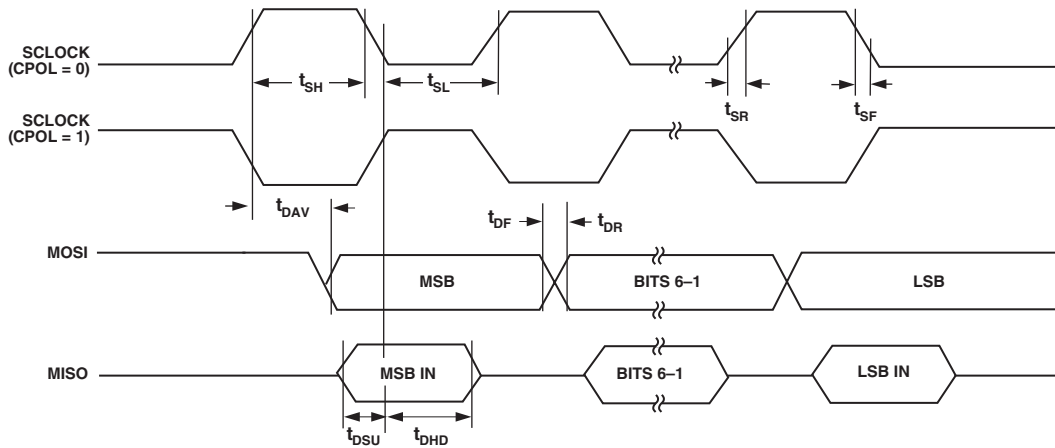 SCLOCK
(CPOL = 0)
tSH
tSL
tSR
tSF
SCLOCK
(CPOL = 1)
tDAV
tDF
tDR
MOSI
MSB
BITS 6–1
LSB
MISO
MSB IN
BITS 6–1
LSB IN
tDSU
tDHD